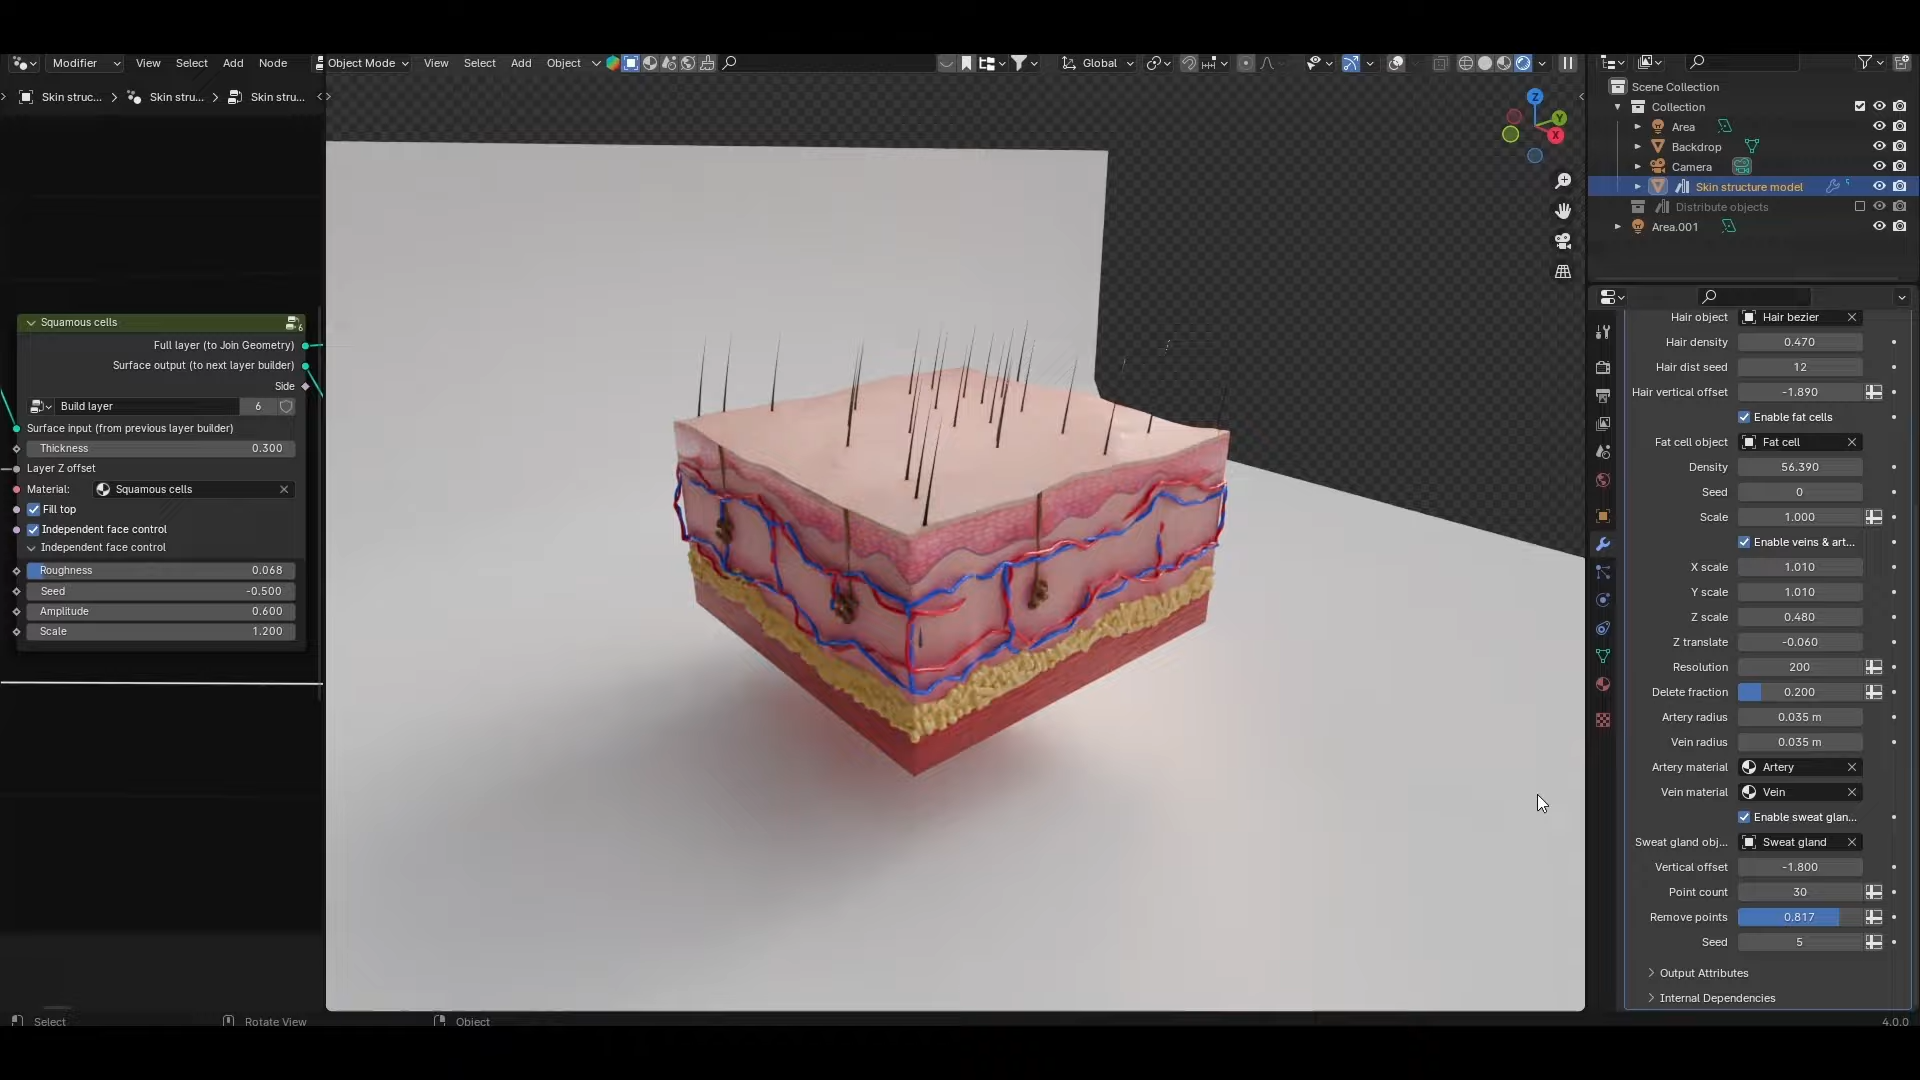 Modifier View Select Add Node
Object Mode View Select Add Object Global
Skin struc... Skin stru... Skin stru...
Squamous cells 6
Full layer (to Join Geometry)
Surface output (to next layer builder)
Side
Build layer 6
Surface input (from previous layer builder)
Thickness 0.300
Layer Z offset
Material: Squamous cells
Fill top
Independent face control
Independent face control
Roughness 0.068
Seed -0.500
Amplitude 0.600
Scale 1.200
Z
Y
X
Scene Collection
Collection
Area
Backdrop
Camera
Skin structure model
Distribute objects
Area.001
Hair object Hair bezier
Hair density 0.470
Hair dist seed 12
Hair vertical offset -1.890
Enable fat cells
Fat cell object Fat cell
Density 56.390
Seed 0
Scale 1.000
Enable veins & art...
X scale 1.010
Y scale 1.010
Z scale 0.480
Z translate -0.060
Resolution 200
Delete fraction 0.200
Artery radius 0.035 m
Vein radius 0.035 m
Artery material Artery
Vein material Vein
Enable sweat glan...
Sweat gland obj... Sweat gland
Vertical offset -1.800
Point count 30
Remove points 0.817
Seed 5
Output Attributes
Internal Dependencies
Select Rotate View Object 4.0.0